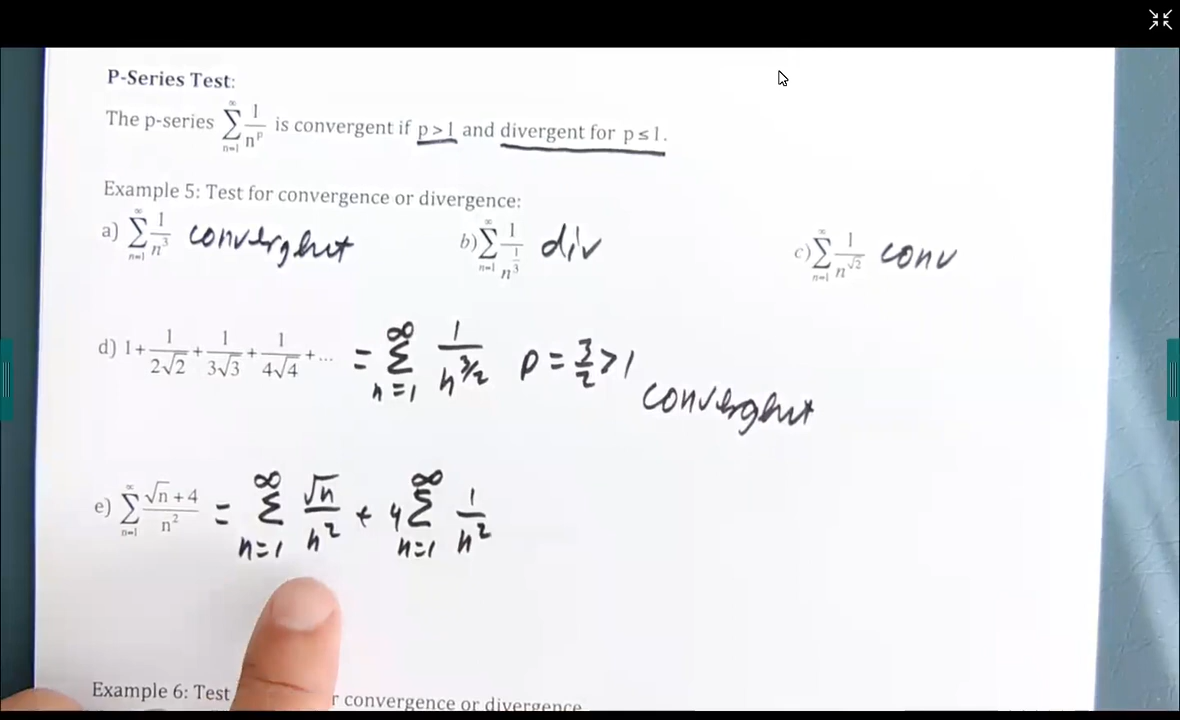 P-Series Test:
The p-series ∑_{n=1}^{∞} 1/n^p is convergent if p > 1 and divergent for p ≤ 1.
Example 5: Test for convergence or divergence:
a) ∑_{n=1}^{∞} 1/n^3 converghut b) ∑_{n=1}^{∞} 1/n^{1/3} div c) ∑_{n=1}^{∞} 1/n^{√2} conv
d) 1 + 1/(2√2) + 1/(3√3) + 1/(4√4) + ... = ∑_{n=1}^{∞} 1/n^{3/2} p = 3/2 > 1
converghut
e) ∑_{n=1}^{∞} (√n + 4)/n^2 = ∑_{n=1}^{∞} √n/n^2 + 4∑_{n=1}^{∞} 1/n^2
Example 6: Test r convergence or divergence